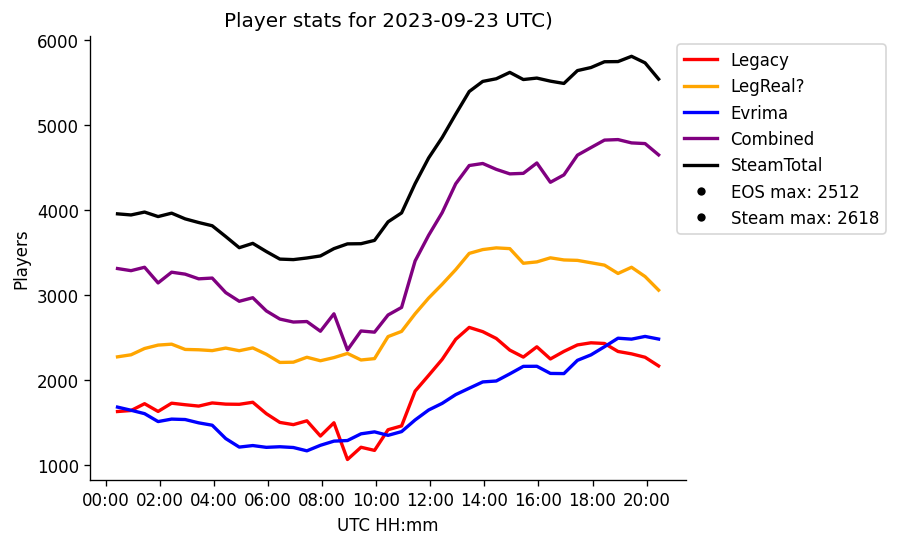 Player stats for 2023-09-23 UTC)
6000
5000
4000
3000
2000
1000
Players
00:00 02:00 04:00 06:00 08:00 10:00 12:00 14:00 16:00 18:00 20:00
UTC HH:mm
Legacy
LegReal?
Evrima
Combined
SteamTotal
EOS max: 2512
Steam max: 2618